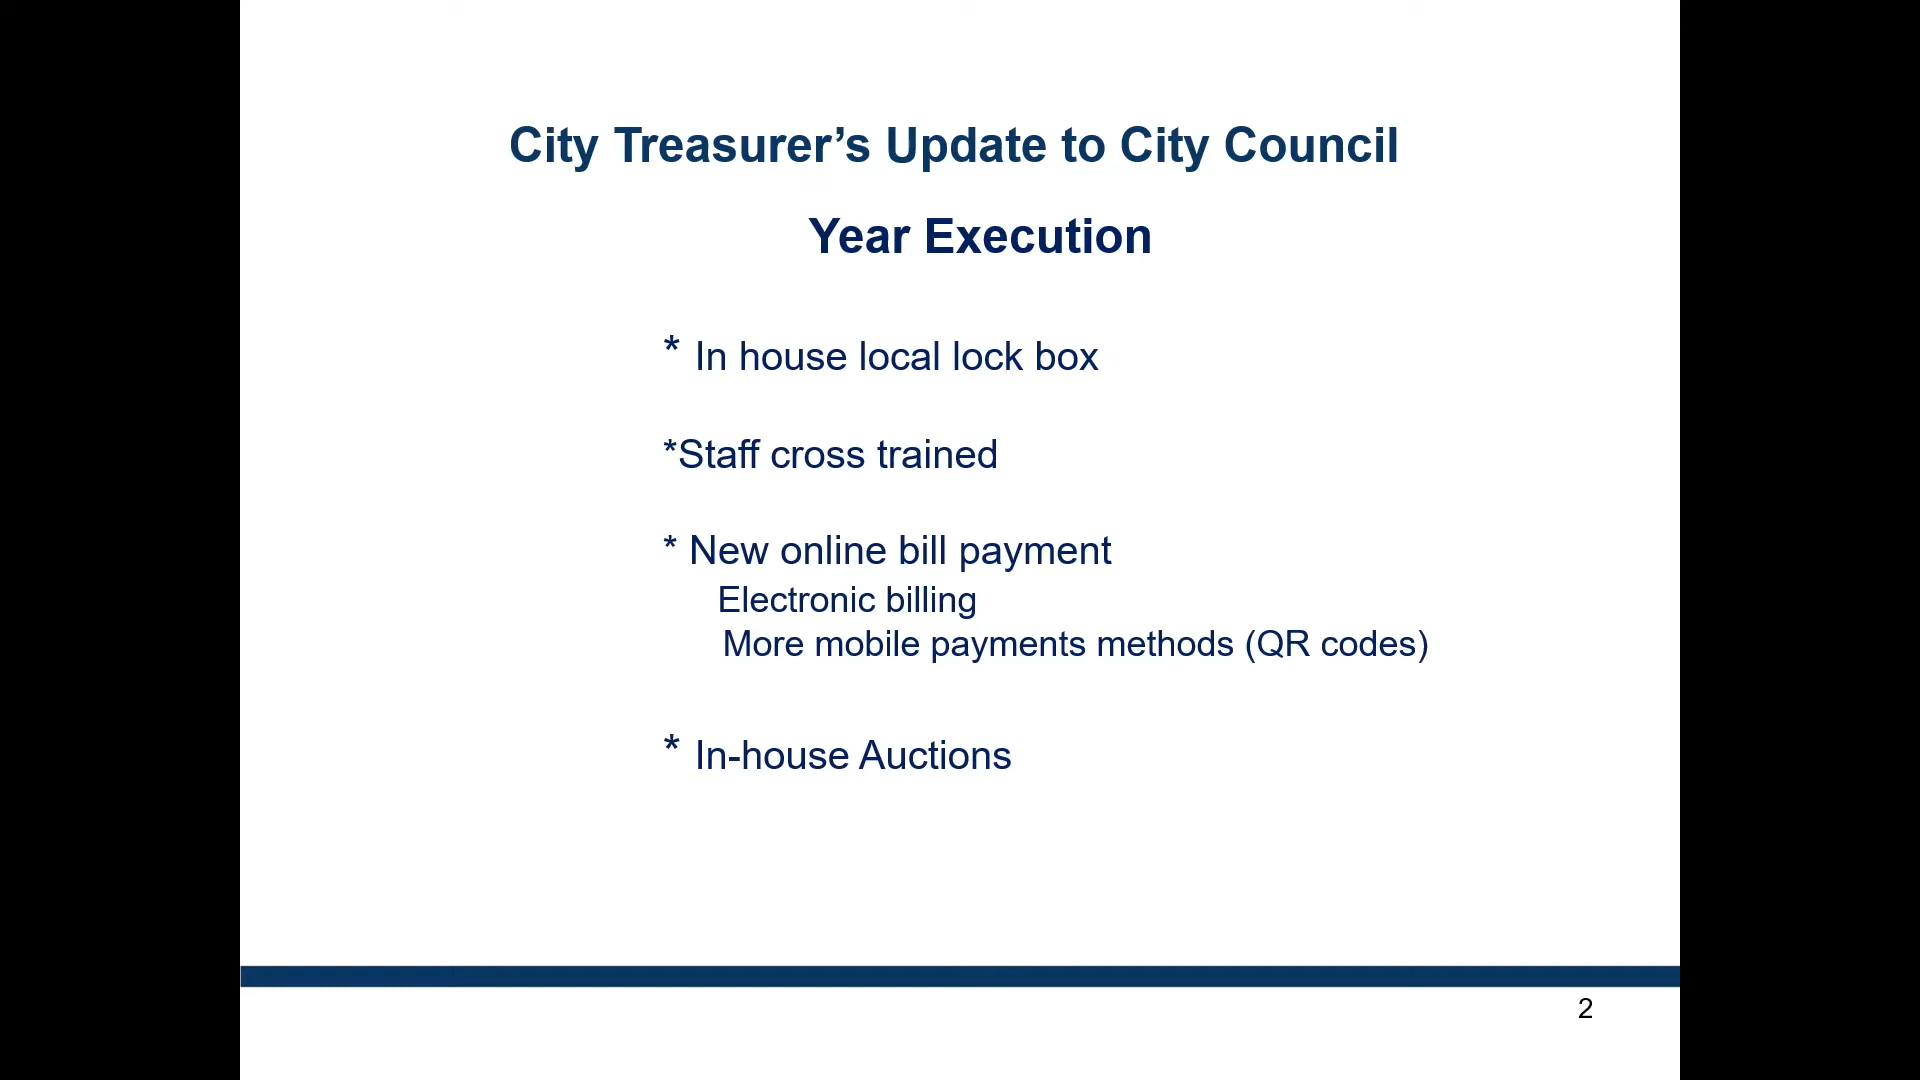 City Treasurer’s Update to City Council
Year Execution
* In house local lock box
*Staff cross trained
* New online bill payment
Electronic billing
More mobile payments methods (QR codes)
* In-house Auctions
2